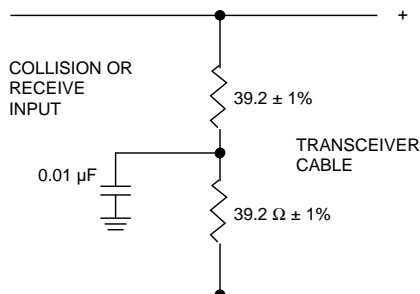 +
COLLISION OR
RECEIVE
INPUT
39.2 ± 1%
TRANSCEIVER
CABLE
0.01 µF
39.2 Ω ± 1%